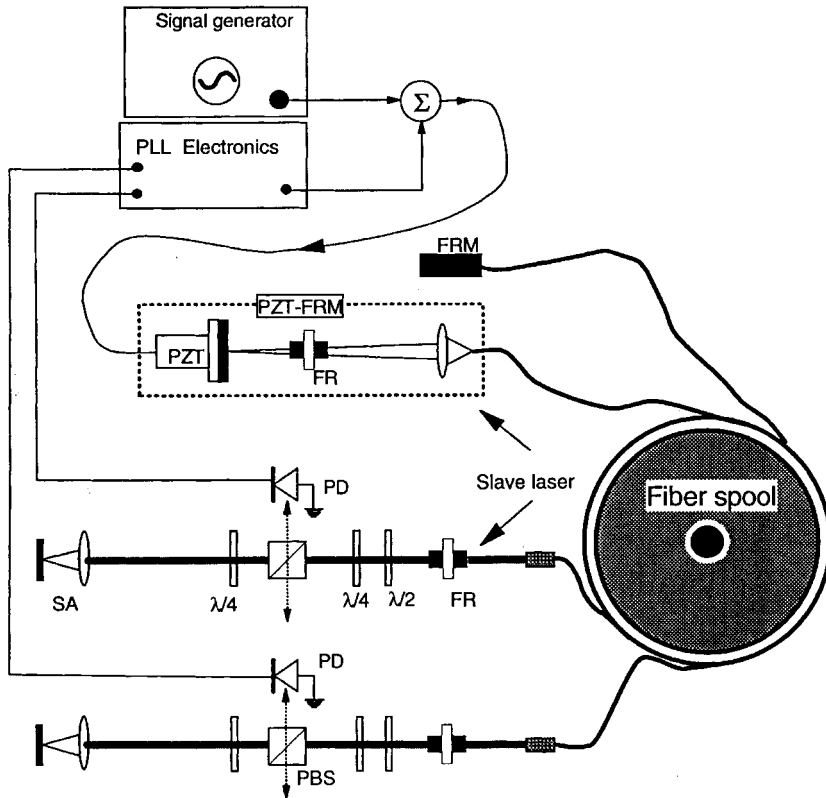 Signal generator
Σ
PLL Electronics
FRM
PZT-FRM
PZT
FR
Slave laser
Fiber spool
PD
SA
λ/4
λ/4
λ/2
FR
PD
PBS